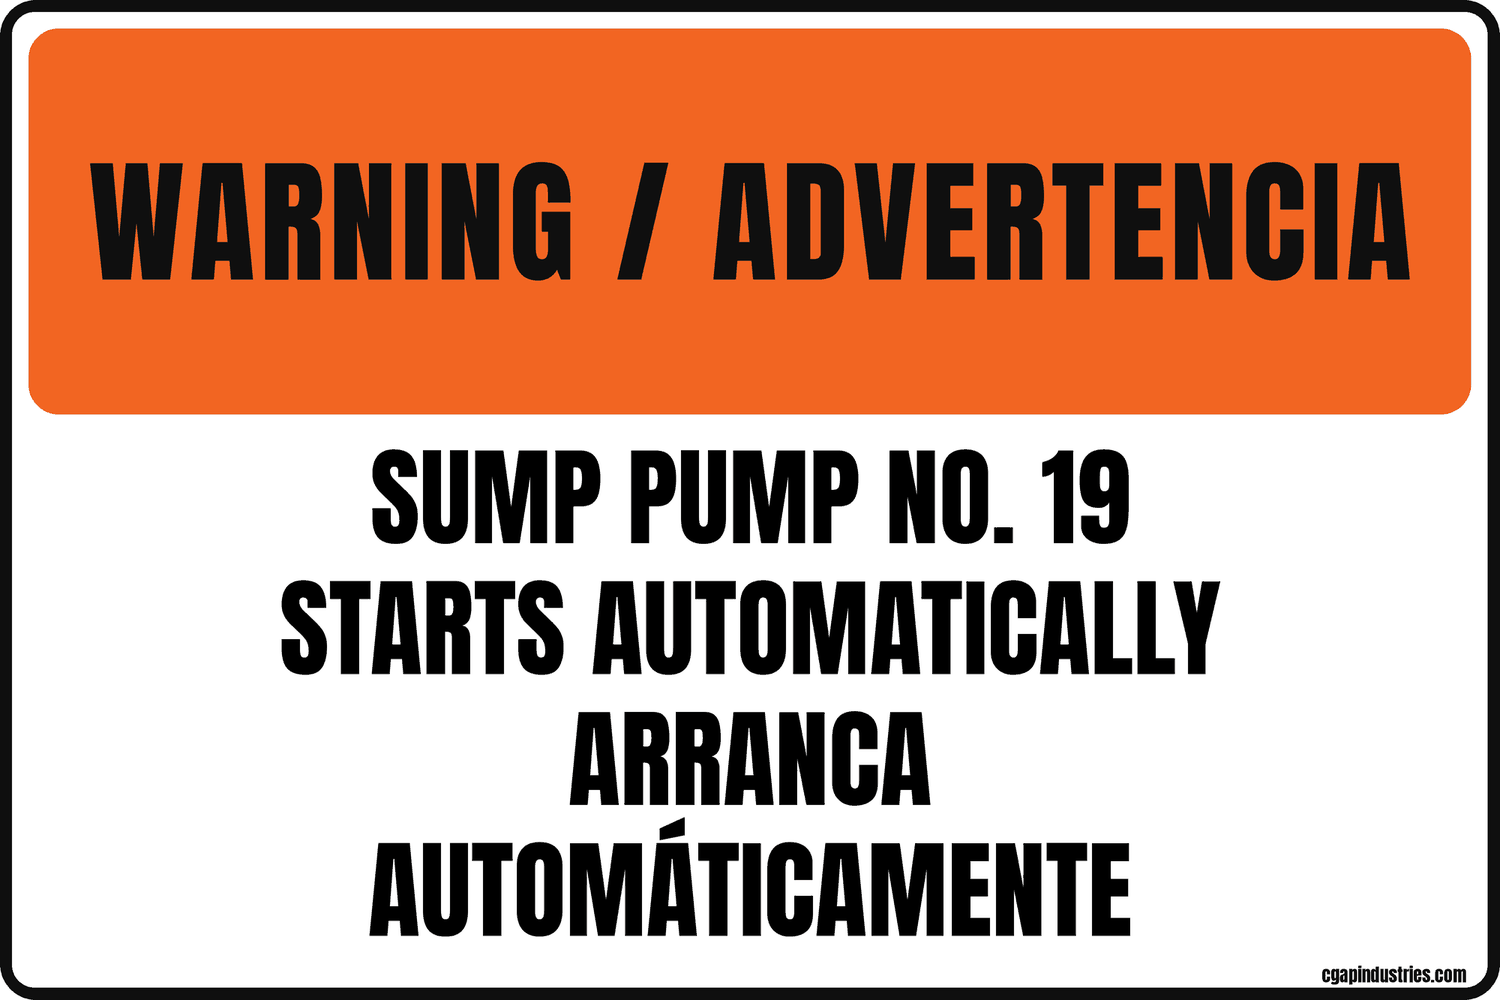 WARNING / ADVERTENCIA
SUMP PUMP NO. 19
STARTS AUTOMATICALLY
ARRANCA
AUTOMÁTICAMENTE
cgapindustries.com